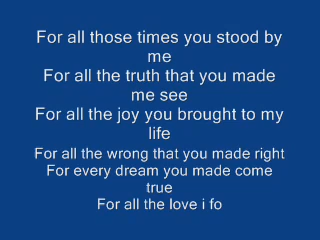 For all those times you stood by
me
For all the truth that you made
me see
For all the joy you brought to my
life
For all the wrong that you made right
For every dream you made come
true
For all the love i fo